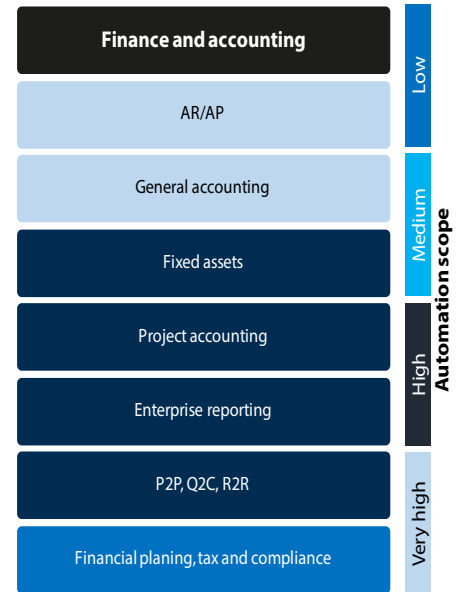 Finance and accounting
AR/AP
General accounting
Fixed assets
Project accounting
Enterprise reporting
P2P, Q2C, R2R
Financial planing, tax and compliance
Low
Medium
High
Very high
Automation scope